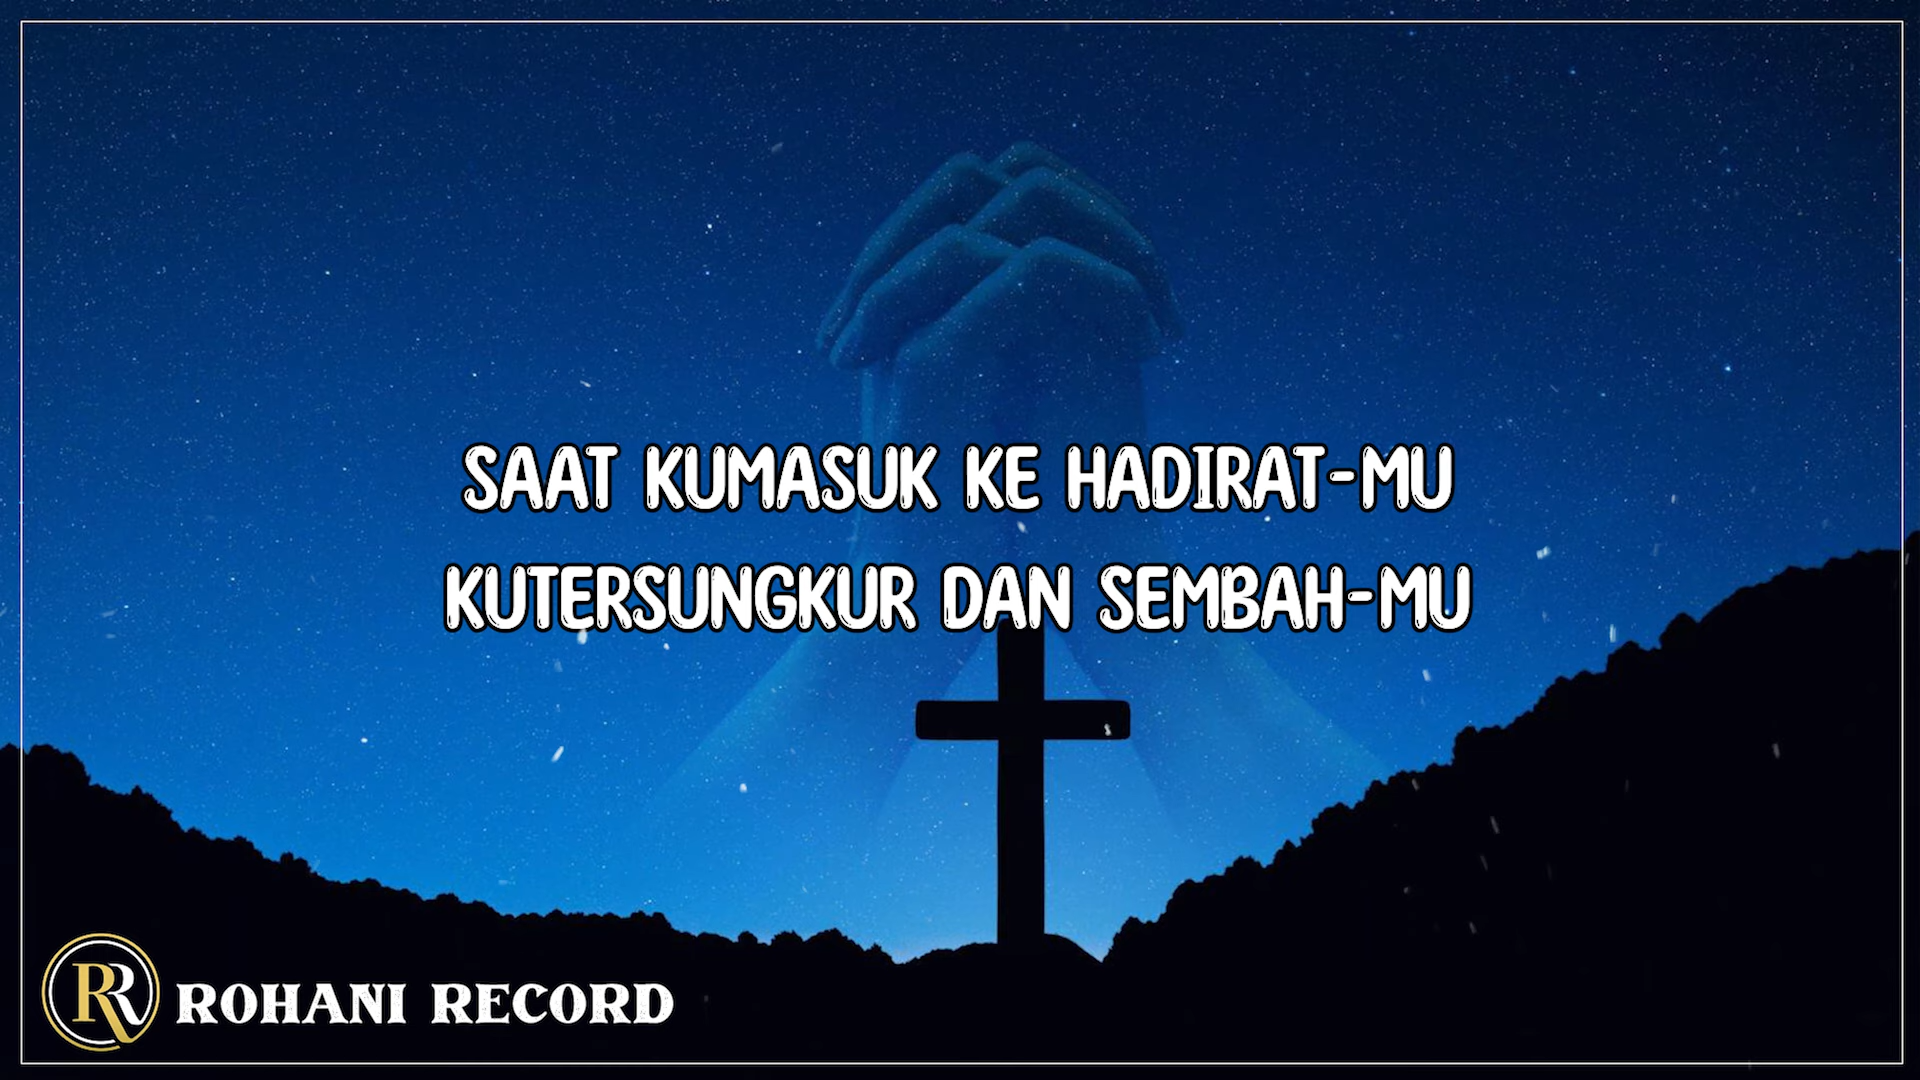 SAAT KUMASUK KE HADIRAT-MU
KUTERSUNGKUR DAN SEMBAH-MU
RR ROHANI RECORD